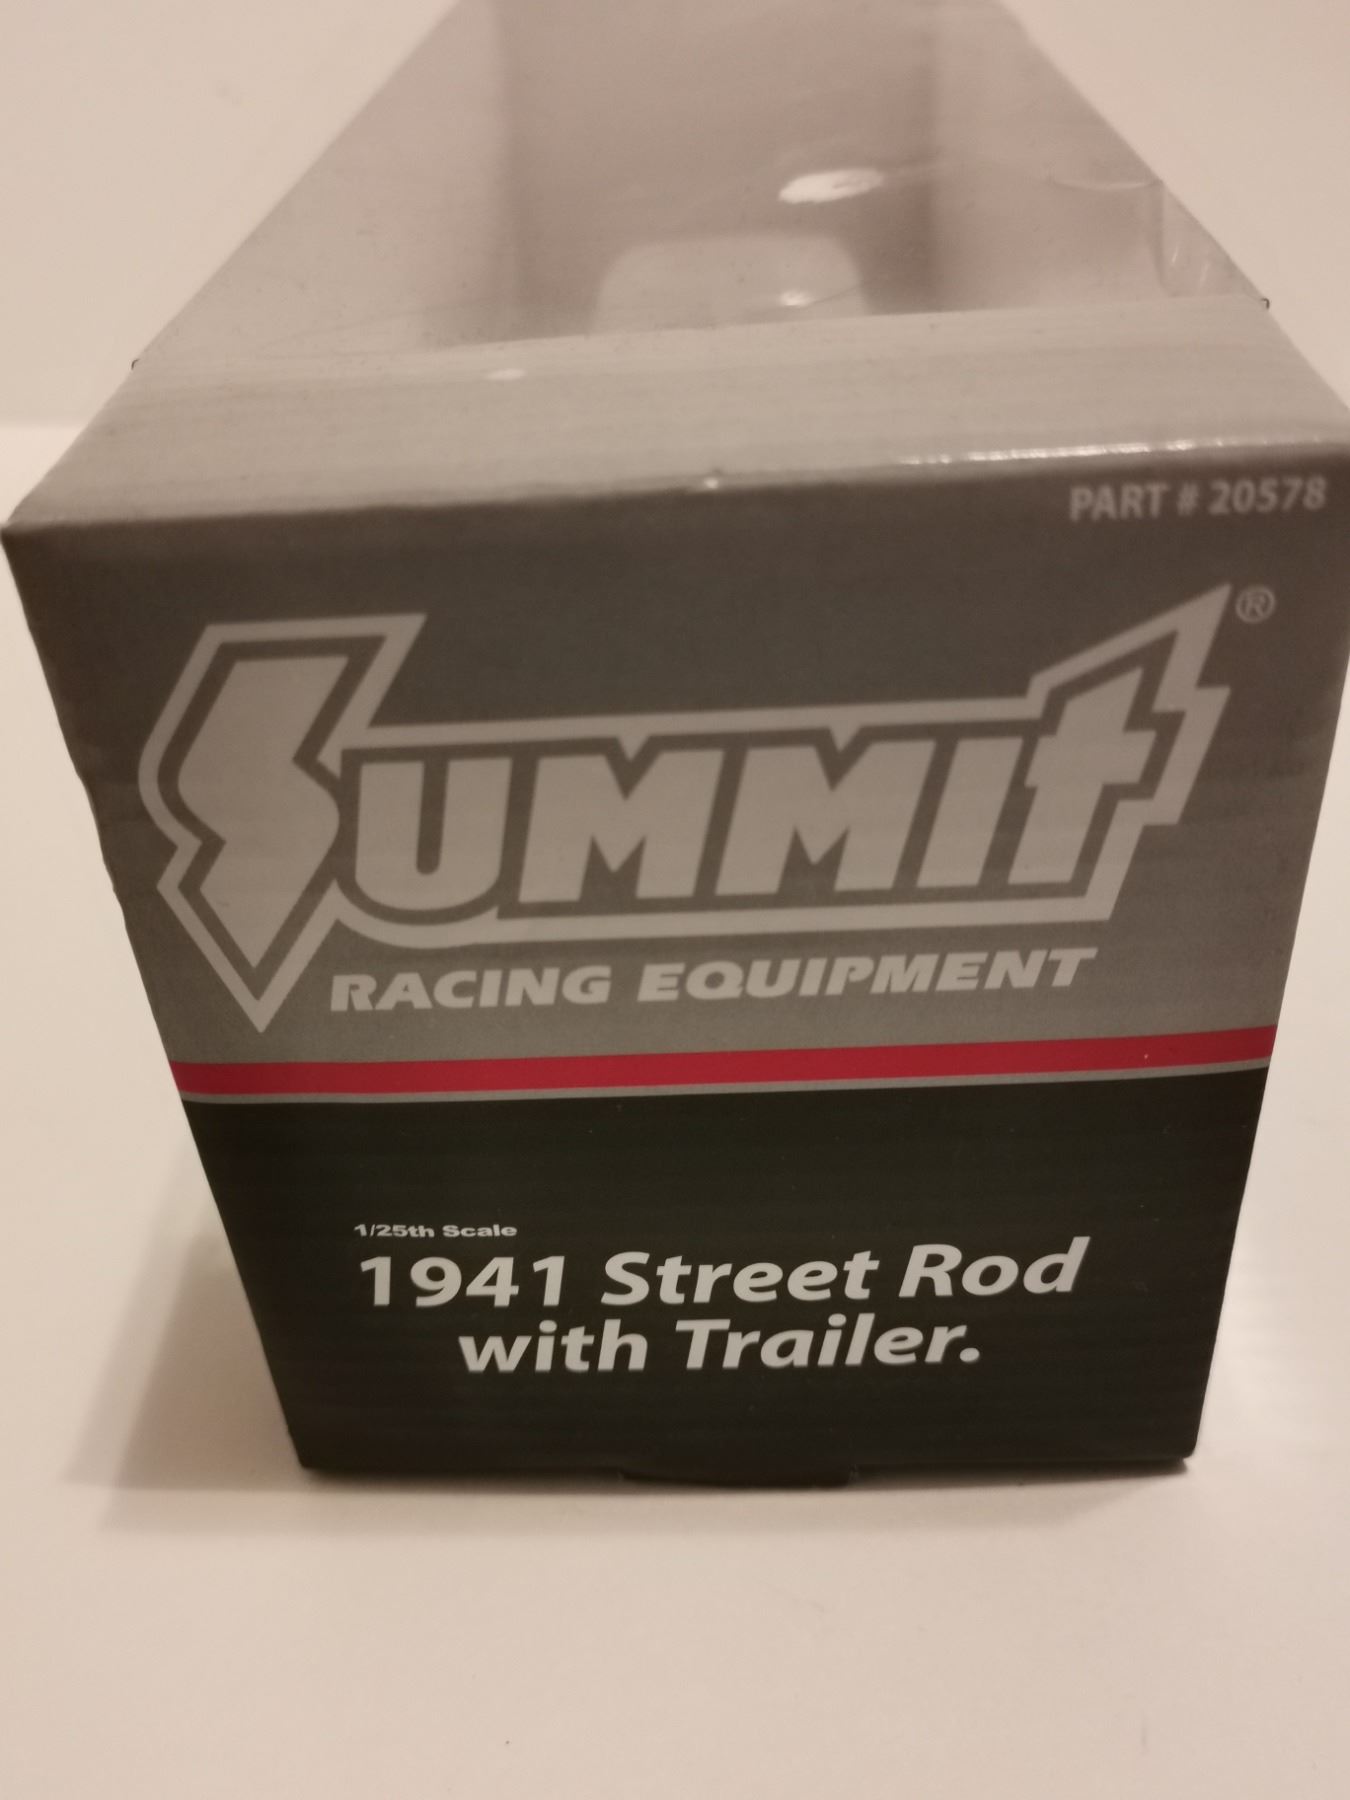 PART # 20578
SUMMIT®
RACING EQUIPMENT
1/25th Scale
1941 Street Rod
with Trailer.